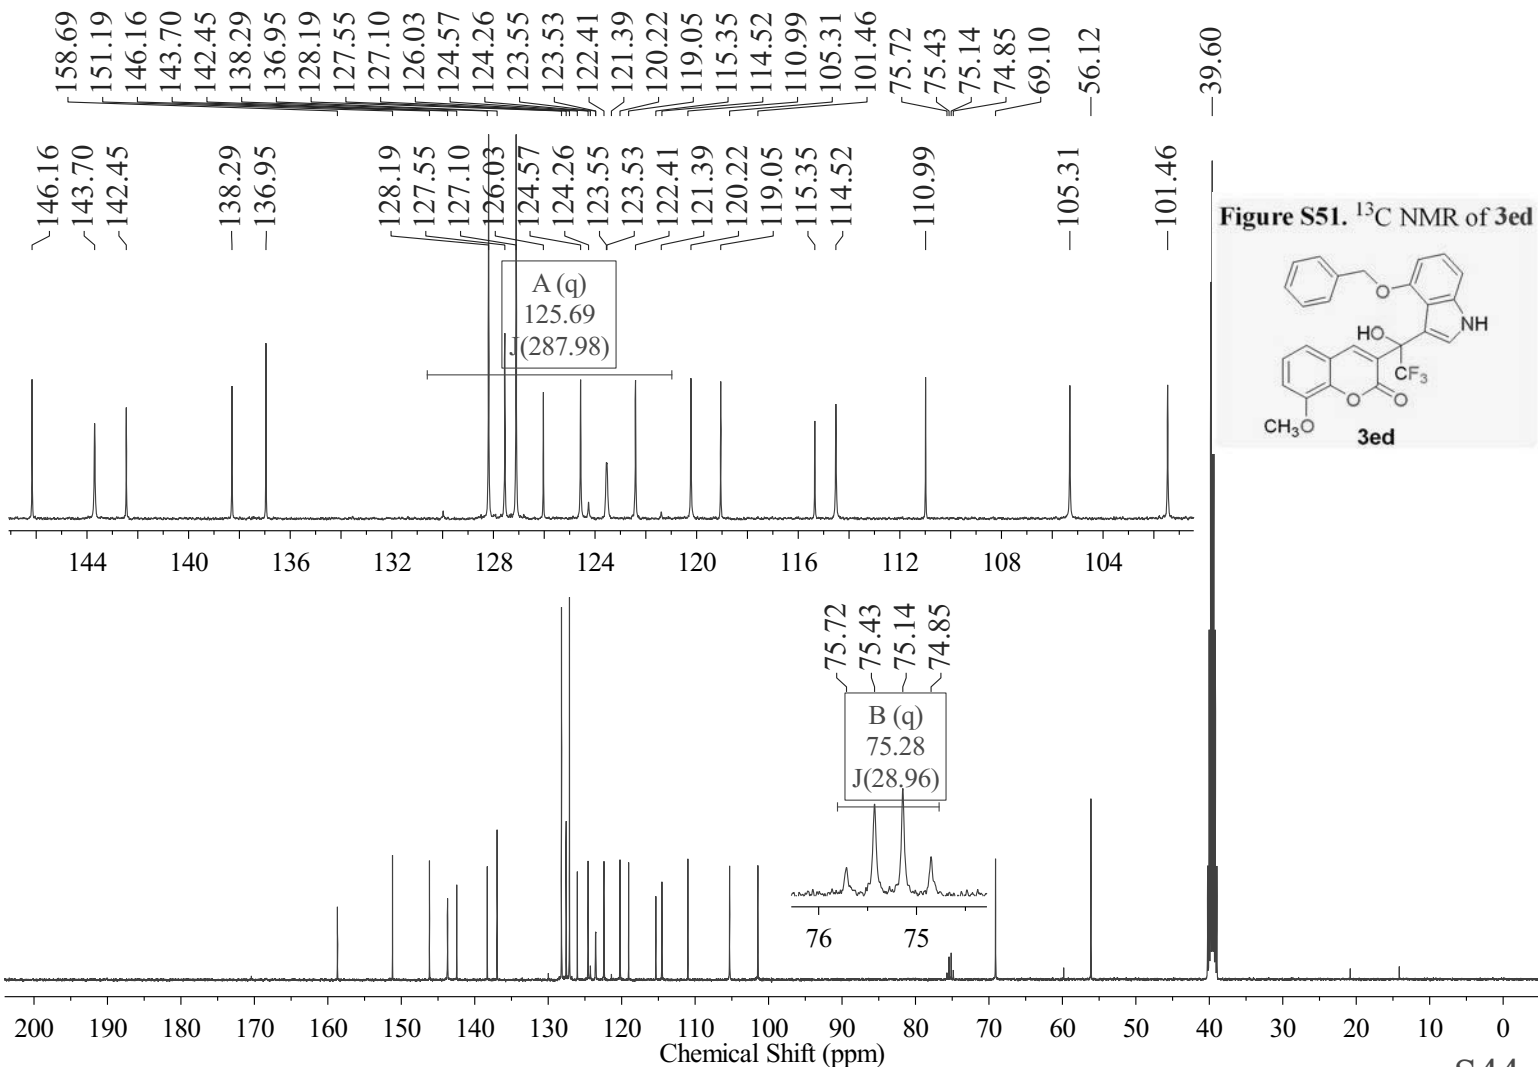 158.69 151.19 146.16 143.70 142.45 138.29 136.95 128.19 127.55 127.10 126.03 124.57 124.26 123.55 123.53 122.41 121.39 120.22 119.05 115.35 114.52 110.99 105.31 101.46 75.72 75.43 75.14 74.85 69.10 56.12 39.60
146.16 143.70 142.45 138.29 136.95 128.19 127.55 127.10 126.03 124.57 124.26 123.55 123.53 122.41 121.39 120.22 119.05 115.35 114.52 110.99 105.31 101.46
Figure S51. ¹³C NMR of 3ed
A (q)
125.69
J(287.98)
O
NH
HO
CF₃
O
O
CH₃O
3ed
144 140 136 132 128 124 120 116 112 108 104
75.72 75.43 75.14 74.85
B (q)
75.28
J(28.96)
76 75
200 190 180 170 160 150 140 130 120 110 100 90 80 70 60 50 40 30 20 10 0
Chemical Shift (ppm)